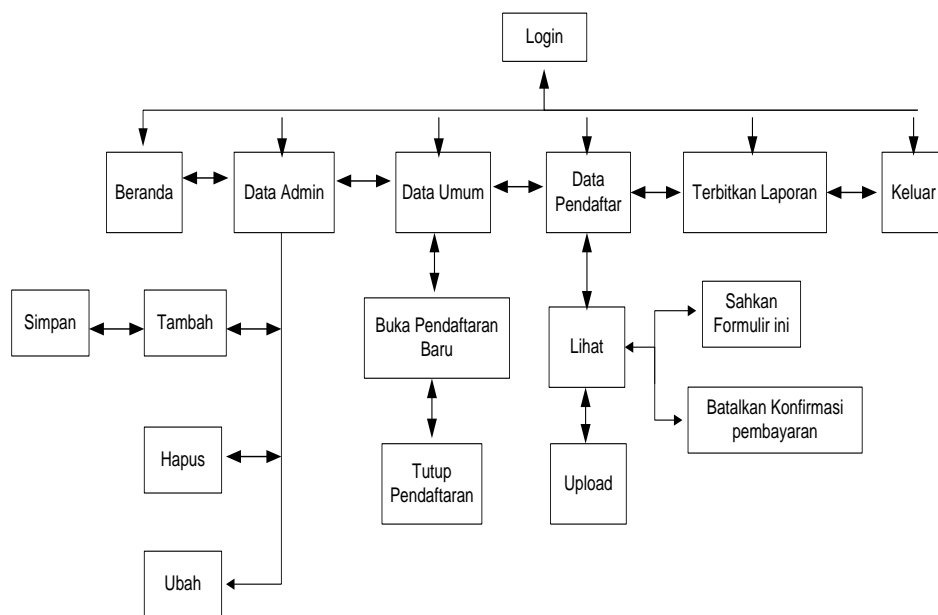 Login
Beranda
Data Admin
Data Umum
Data
Pendaftar
Terbitkan Laporan
Keluar
Simpan
Tambah
Buka Pendaftaran
Baru
Lihat
Sahkan
Formulir ini
Batalkan Konfirmasi
pembayaran
Hapus
Tutup
Pendaftaran
Upload
Ubah